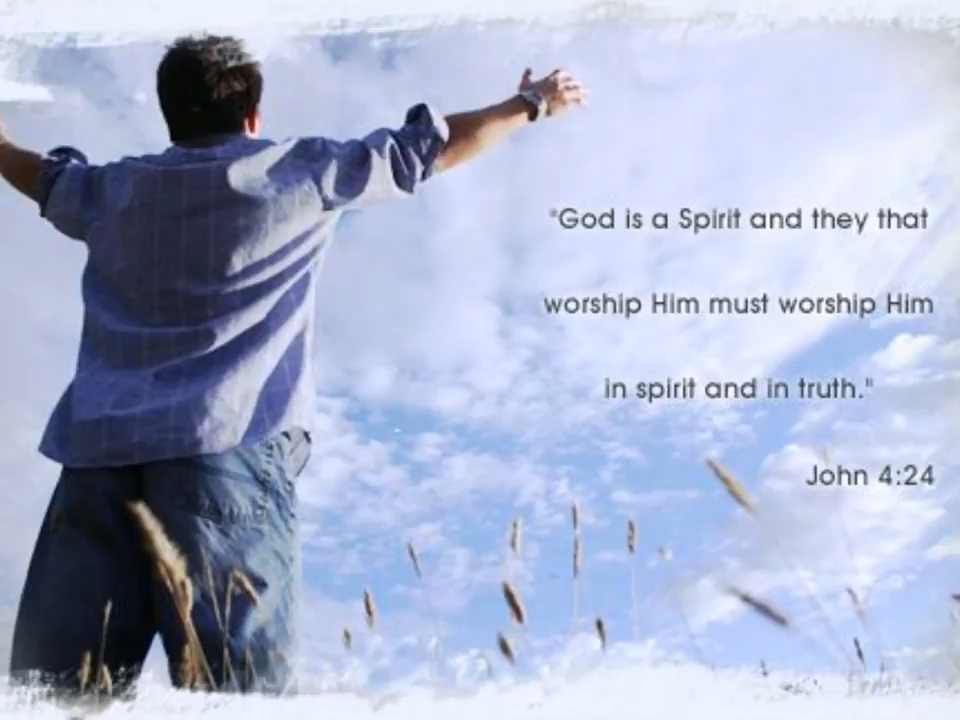 "God is a Spirit and they that
worship Him must worship Him
in spirit and in truth."
John 4:24